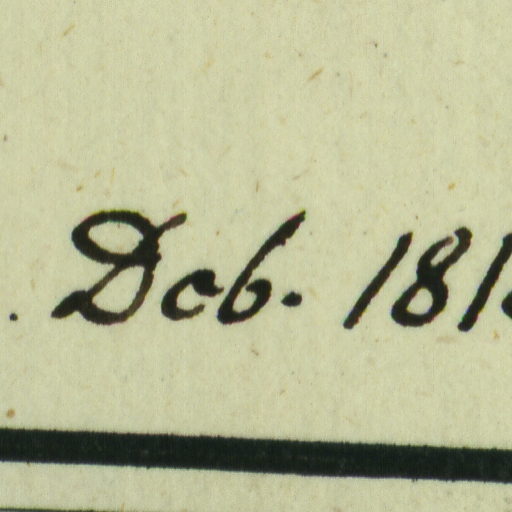 . Dcb. 181